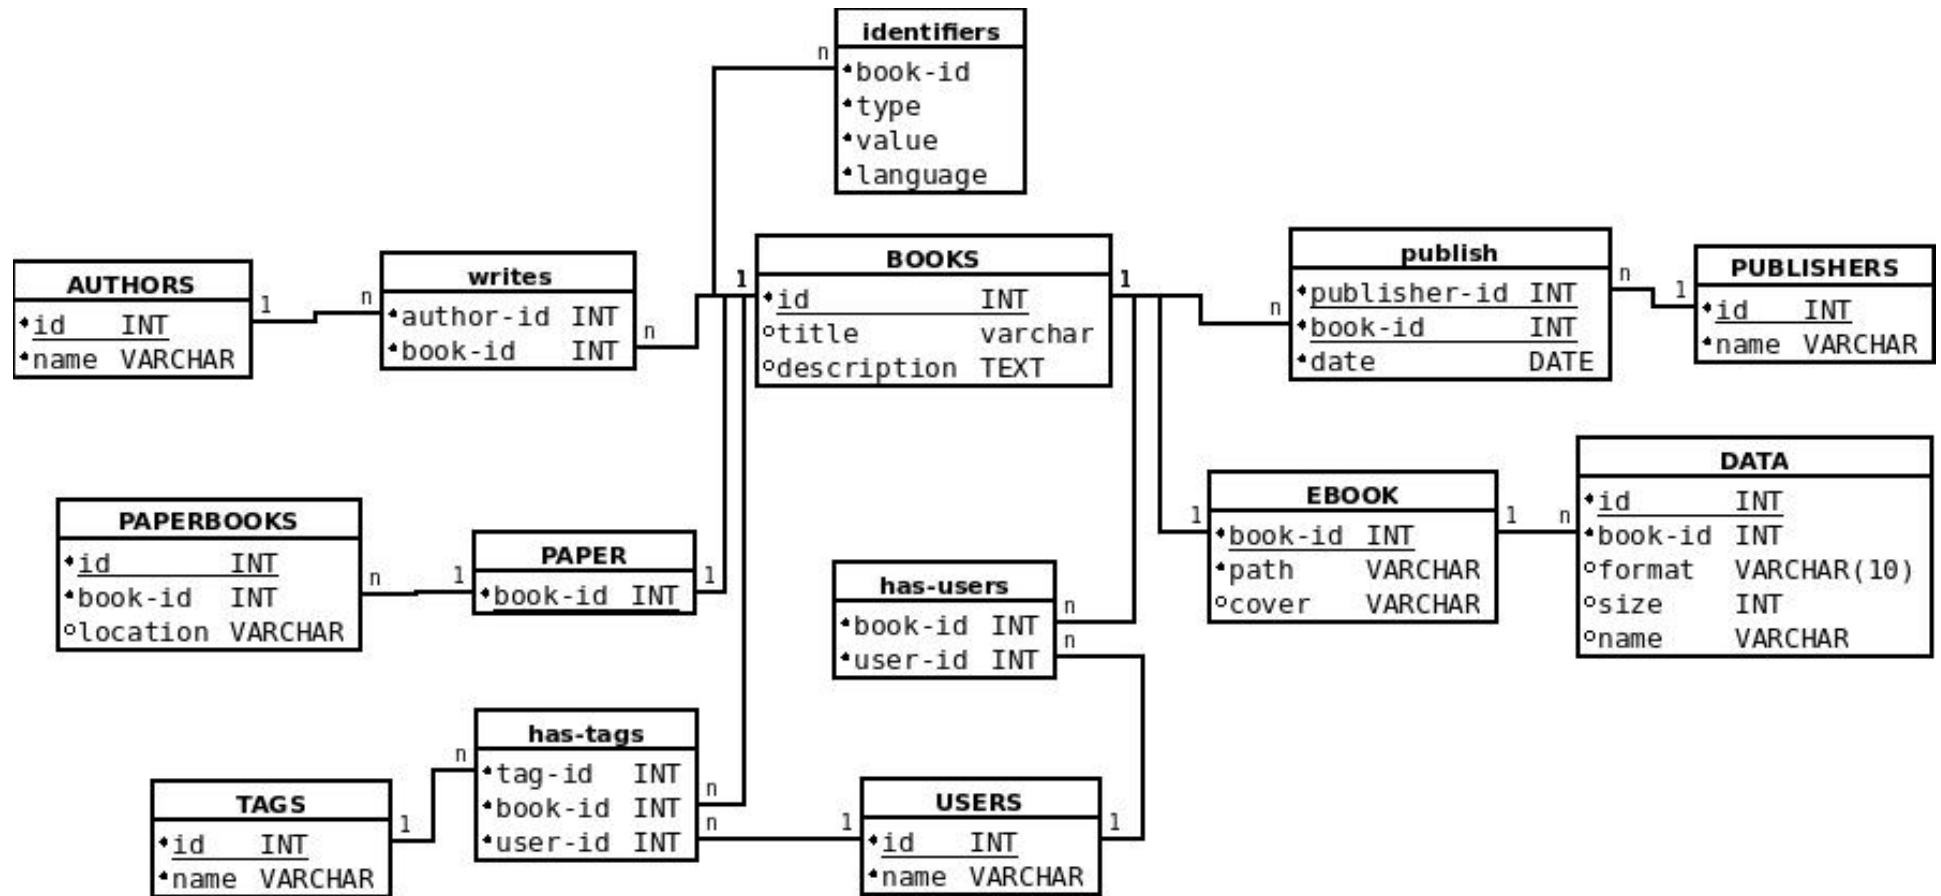 identifiers
book-id
type
value
language
n
AUTHORS
id INT
name VARCHAR
1
n
writes
author-id INT
book-id INT
n
1
BOOKS
id INT
title varchar
description TEXT
1
n
publish
publisher-id INT
book-id INT
date DATE
n
1
PUBLISHERS
id INT
name VARCHAR
PAPERBOOKS
id INT
book-id INT
location VARCHAR
n
1
PAPER
book-id INT
1
has-users
book-id INT
user-id INT
n
n
1
EBOOK
book-id INT
path VARCHAR
cover VARCHAR
1
n
DATA
id INT
book-id INT
format VARCHAR(10)
size INT
name VARCHAR
TAGS
id INT
name VARCHAR
1
n
has-tags
tag-id INT
book-id INT
user-id INT
n
n
1
USERS
id INT
name VARCHAR
1